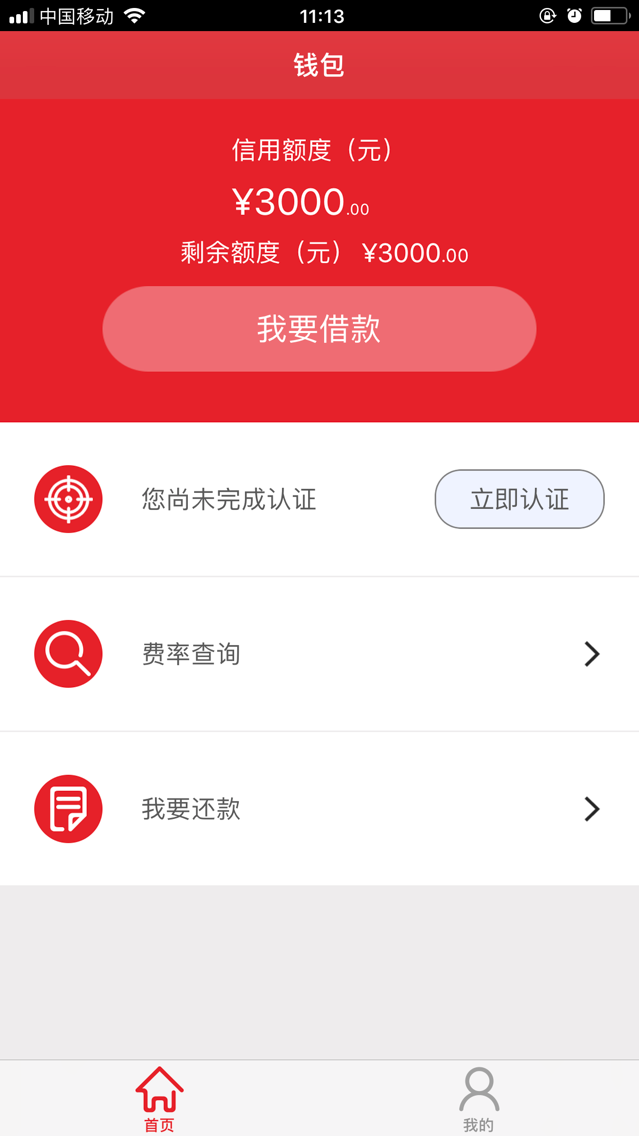 中国移动
11:13
钱包
信用额度（元）
¥3000.00
剩余额度（元） ¥3000.00
我要借款
您尚未完成认证
立即认证
费率查询
我要还款
首页
我的